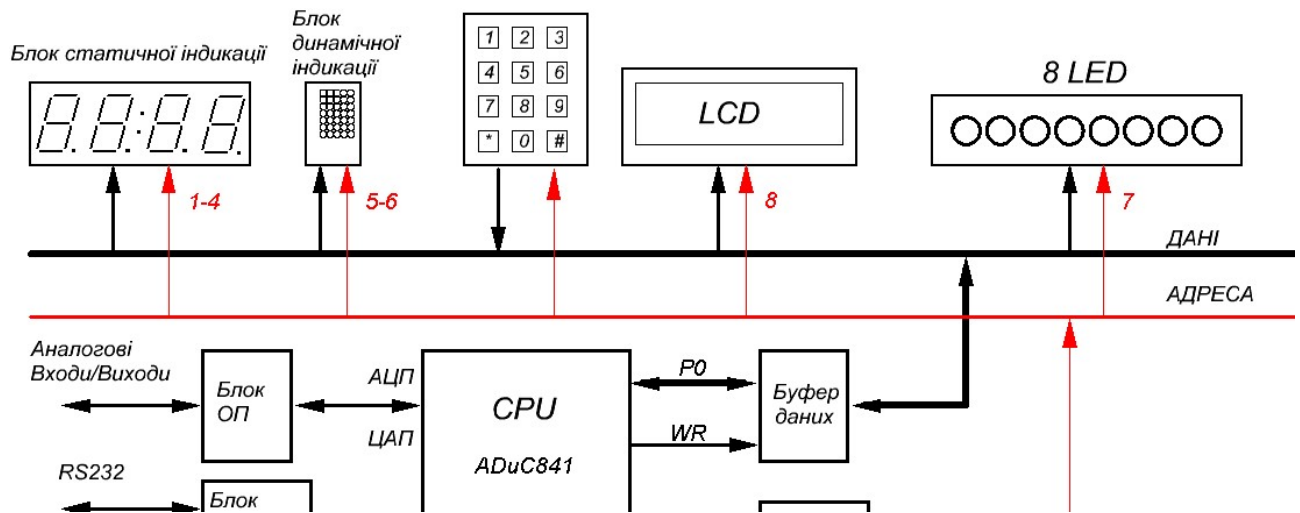 Блок статичної індикації
Блок
динамічної
індикації
1 2 3
4 5 6
7 8 9
* 0 #
LCD
8 LED
1-4
5-6
8
7
ДАНІ
АДРЕСА
Аналогові
Входи/Виходи
Блок
ОП
АЦП
ЦАП
CPU
ADuC841
P0
WR
Буфер
даних
RS232
Блок